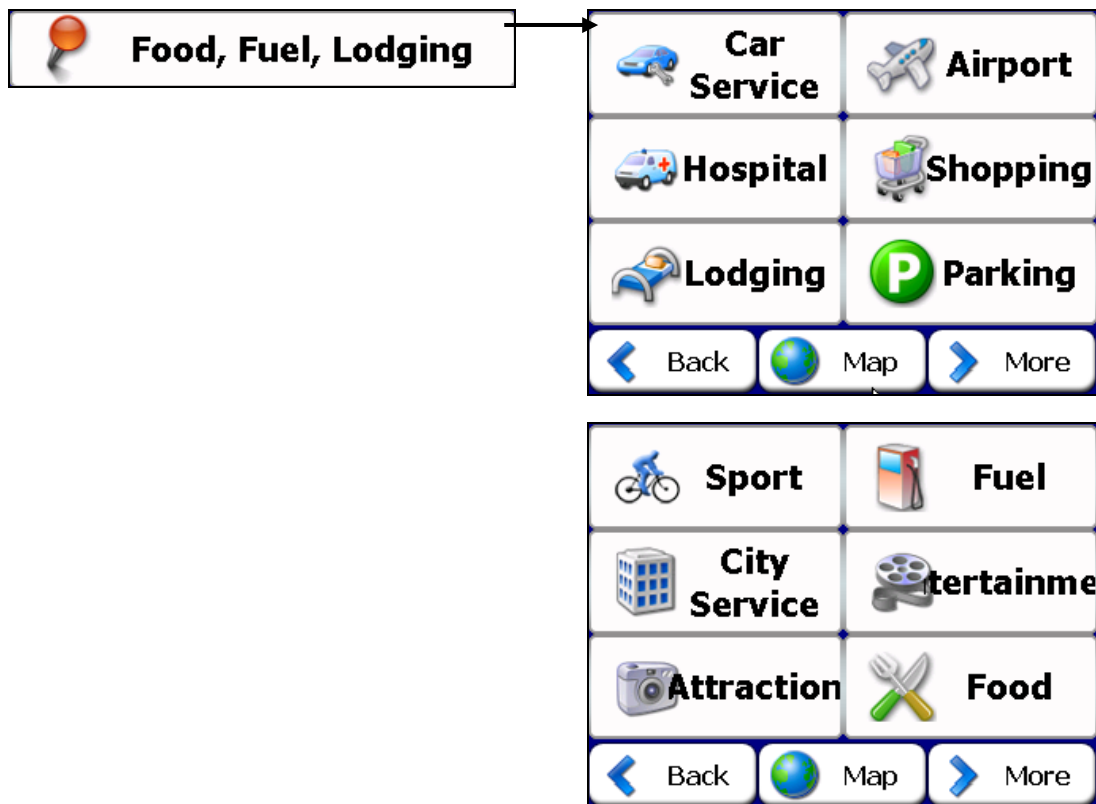 Food, Fuel, Lodging
Car
Service
Airport
Hospital
Shopping
Lodging
P
Parking
Back
Map
More
Sport
Fuel
City
Service
tertainme
Attraction
Food
Back
Map
More